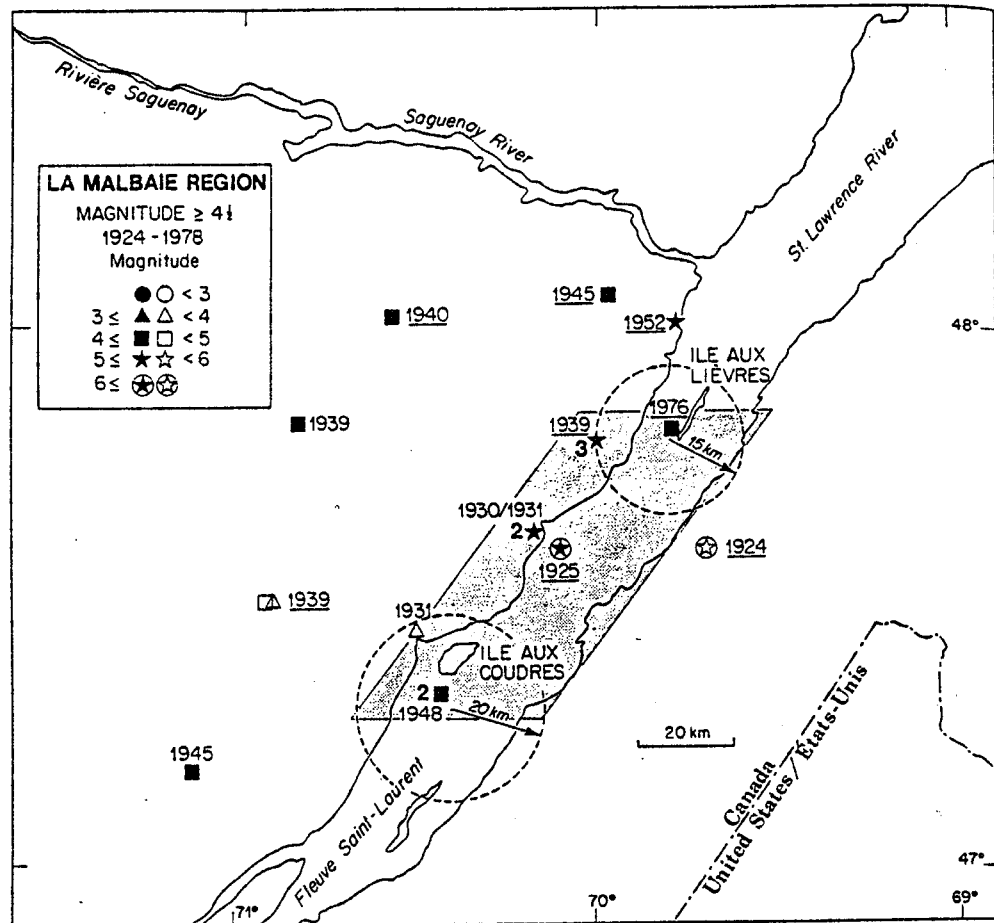 Rivière Saguenay
Saguenay River
St. Lawrence River
LA MALBAIE REGION
MAGNITUDE ≥ 4½
1924 - 1978
Magnitude
< 3
3 ≤ < 4
4 ≤ < 5
5 ≤ < 6
6 ≤
1940
1945
1952
48°
ILE AUX
LIÈVRES
1939
1939
3
1976
15 km
1930/1931
2
1925
1924
1939
1931
ILE AUX
COUDRES
2
1948
20 km
20 km
1945
Fleuve Saint-Laurent
Canada
United States/États-Unis
47°
71°
70°
69°